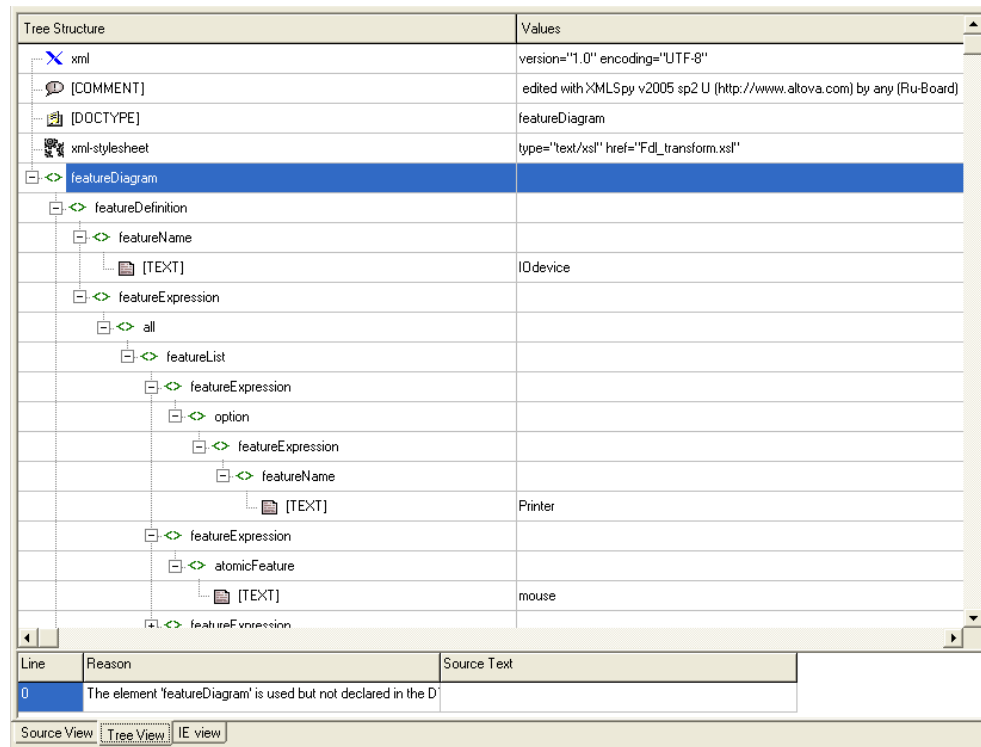 Tree Structure Values
xml version="1.0" encoding="UTF-8"
[COMMENT] edited with XMLSpy v2005 sp2 U (http://www.altova.com) by any (Ru-Board)
[DOCTYPE] featureDiagram
xml-stylesheet type="text/xsl" href="Fdl_transform.xsl"
featureDiagram
featureDefinition
featureName
[TEXT] IOdevice
featureExpression
all
featureList
featureExpression
option
featureExpression
featureName
[TEXT] Printer
featureExpression
atomicFeature
[TEXT] mouse
featureExpression
Line Reason Source Text
0 The element 'featureDiagram' is used but not declared in the D
Source View Tree View IE view